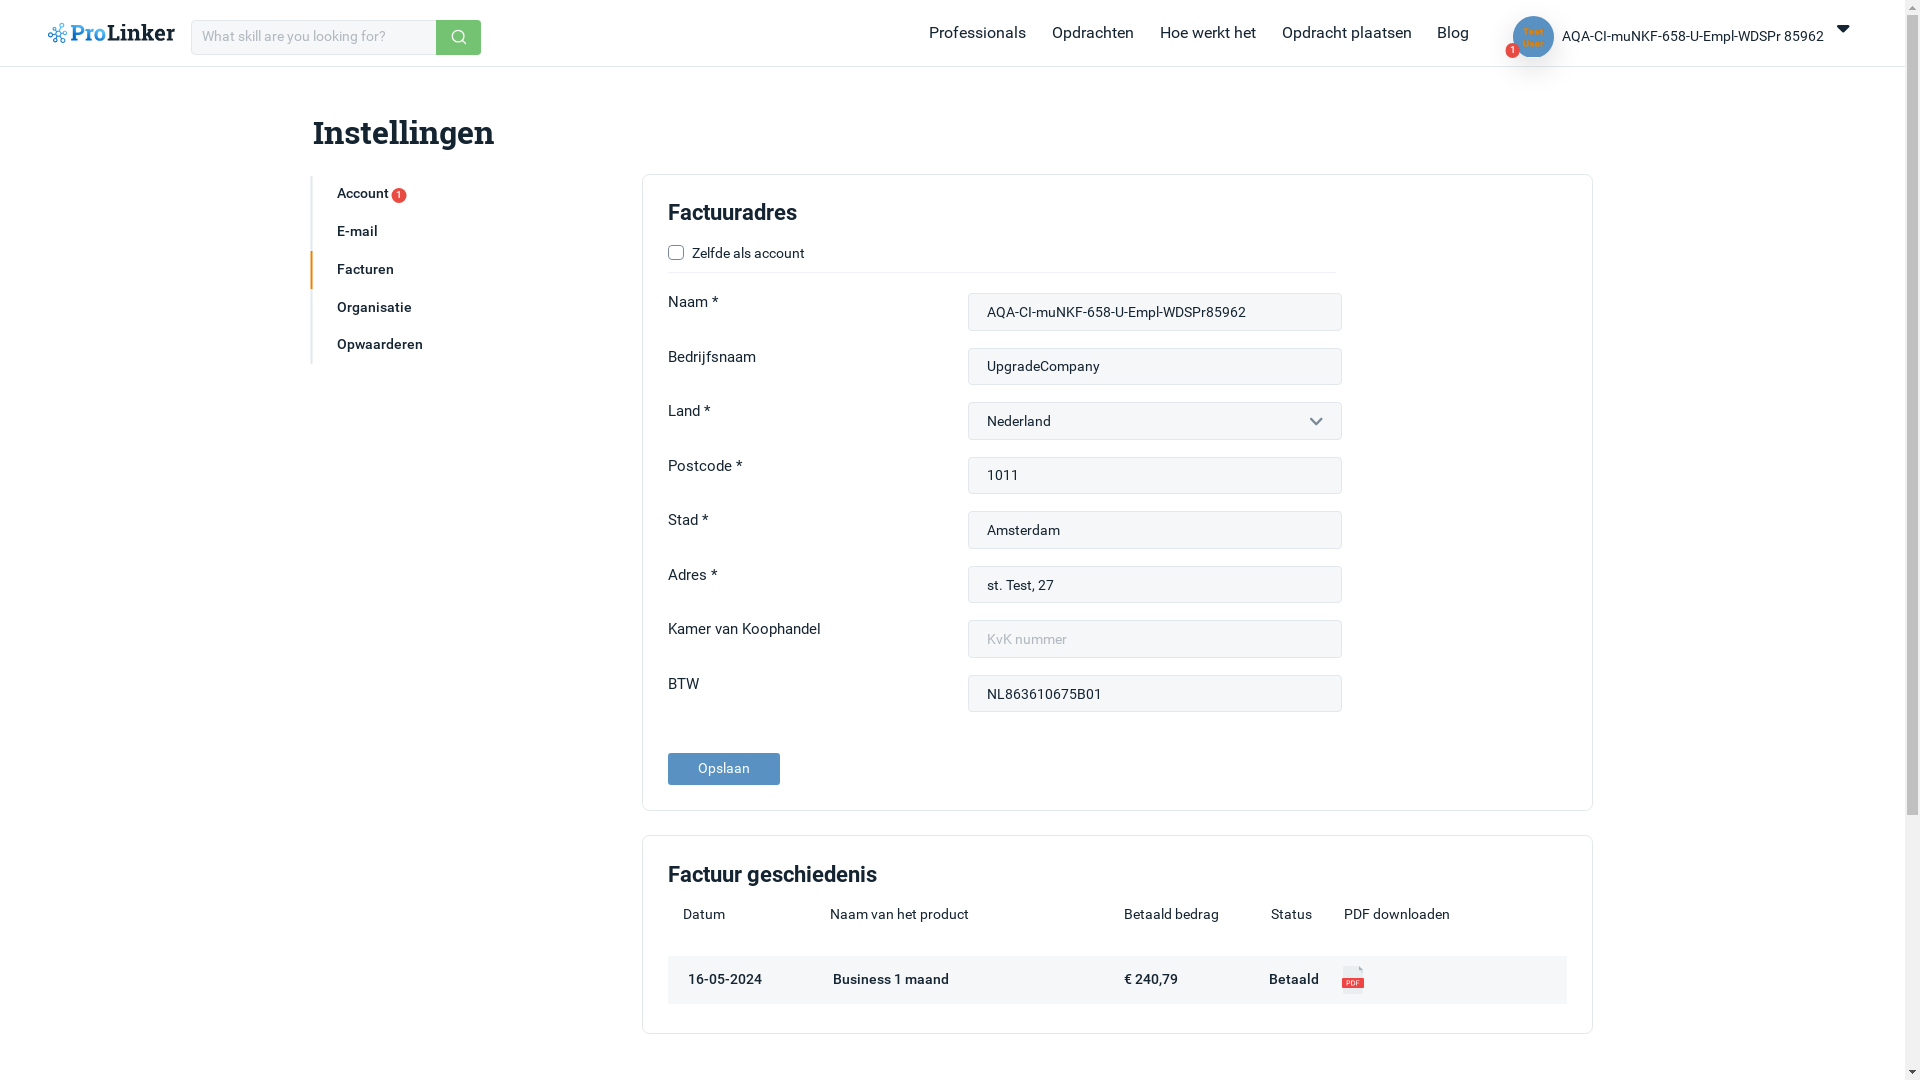 ProLinker
What skill are you looking for?
Professionals
Opdrachten
Hoe werkt het
Opdracht plaatsen
Blog
Test
User
1
AQA-CI-muNKF-658-U-Empl-WDSPr 85962
Instellingen
Account 1
E-mail
Facturen
Organisatie
Opwaarderen
Factuuradres
Zelfde als account
Naam *
AQA-CI-muNKF-658-U-Empl-WDSPr85962
Bedrijfsnaam
UpgradeCompany
Land *
Nederland
Postcode *
1011
Stad *
Amsterdam
Adres *
st. Test, 27
Kamer van Koophandel
KvK nummer
BTW
NL863610675B01
Opslaan
Factuur geschiedenis
Datum Naam van het product Betaald bedrag Status PDF downloaden
16-05-2024 Business 1 maand € 240,79 Betaald PDF